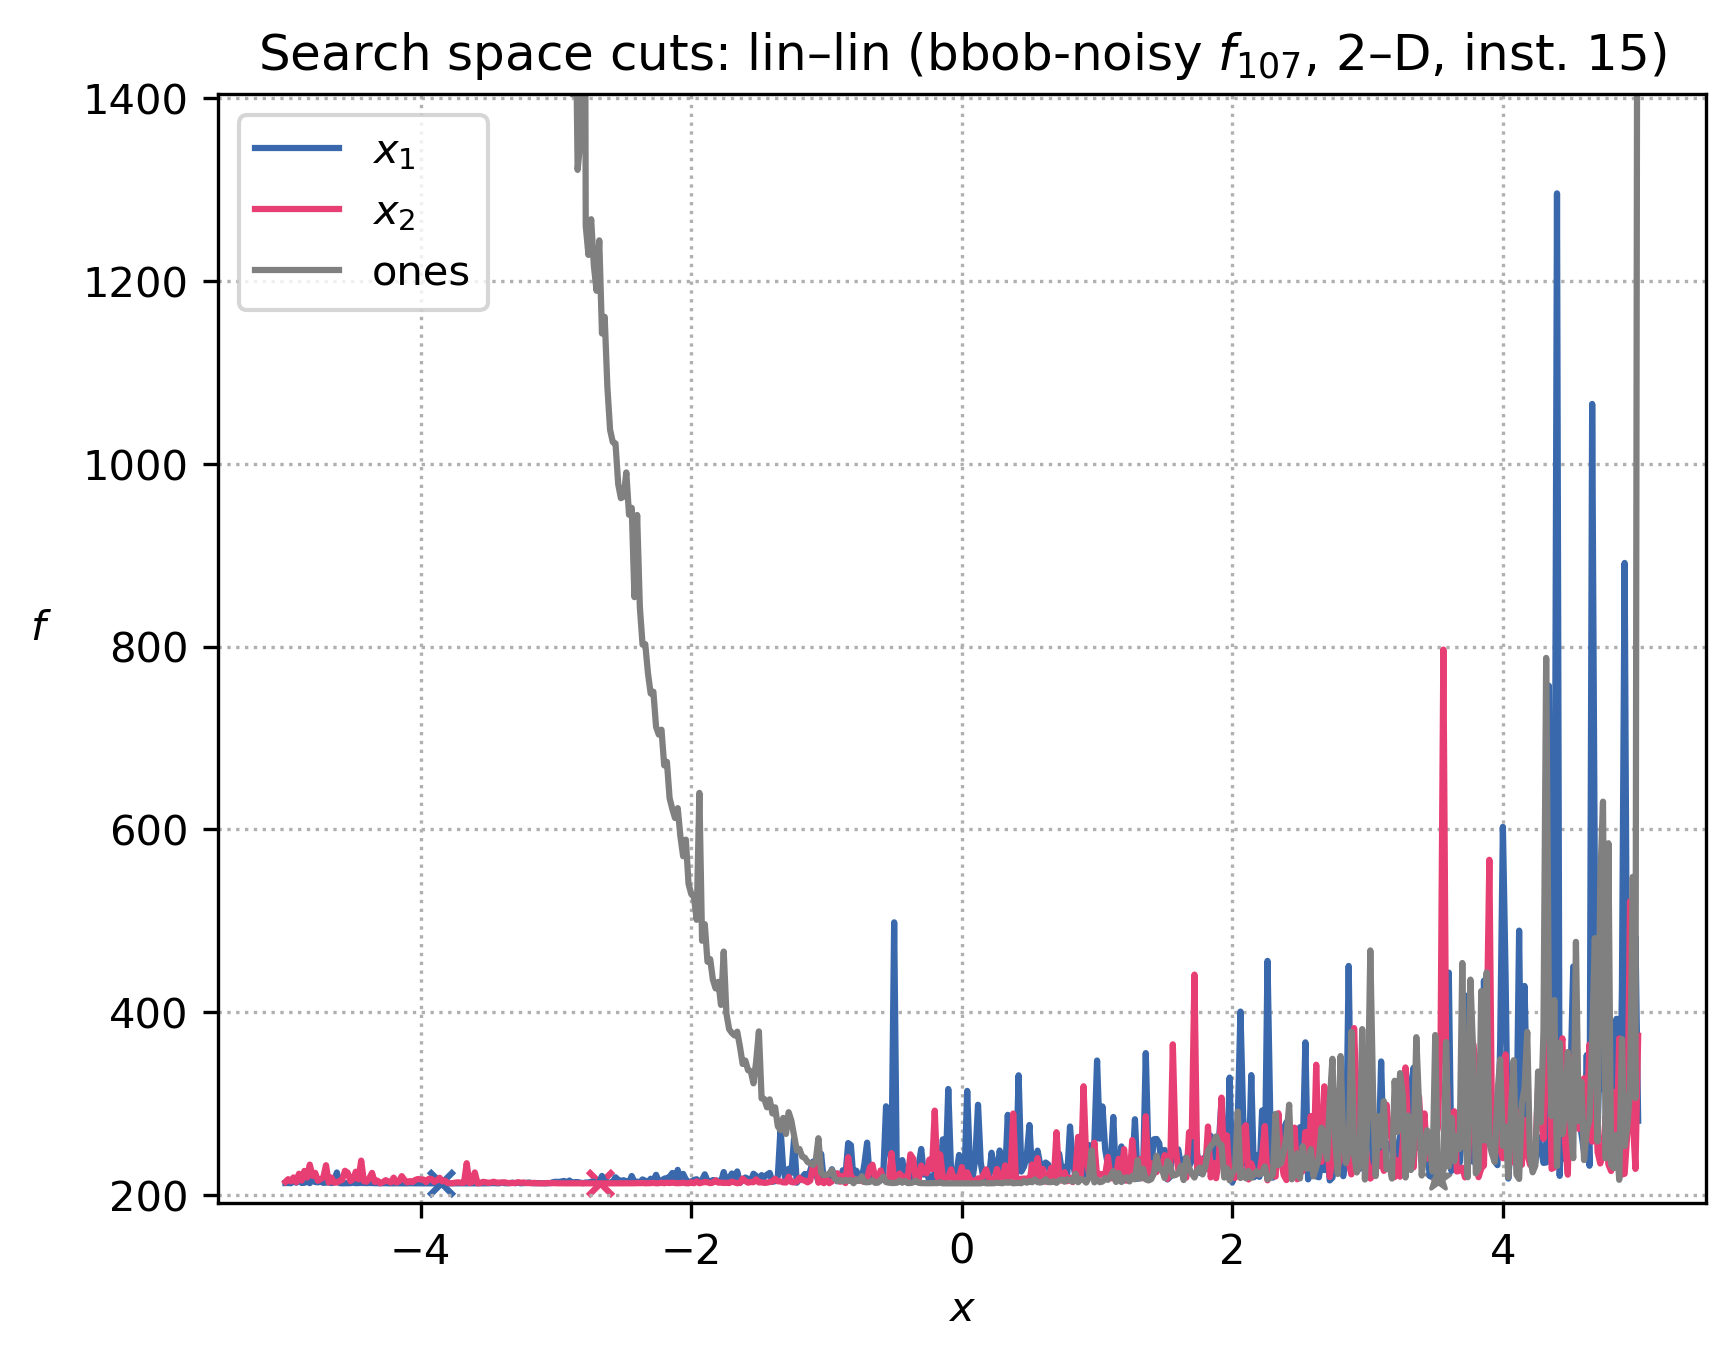 Search space cuts: lin–lin (bbob-noisy f₁₀₇, 2–D, inst. 15)
1400
1200
1000
800
600
400
200
f
x₁
x₂
ones
−4
−2
0
2
4
x